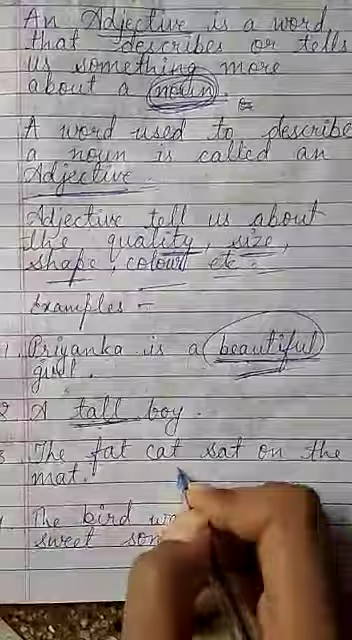 An Adjective is a word
that describes or tells
us something more
about a noun.
A word used to describe
a noun is called an
Adjective.
Adjective tell us about
the quality, size,
shape, colour etc.
Examples -
1. Priyanka is a beautiful
girl.
2 A tall boy.
3. The fat cat sat on the
mat.
The bird
sweet